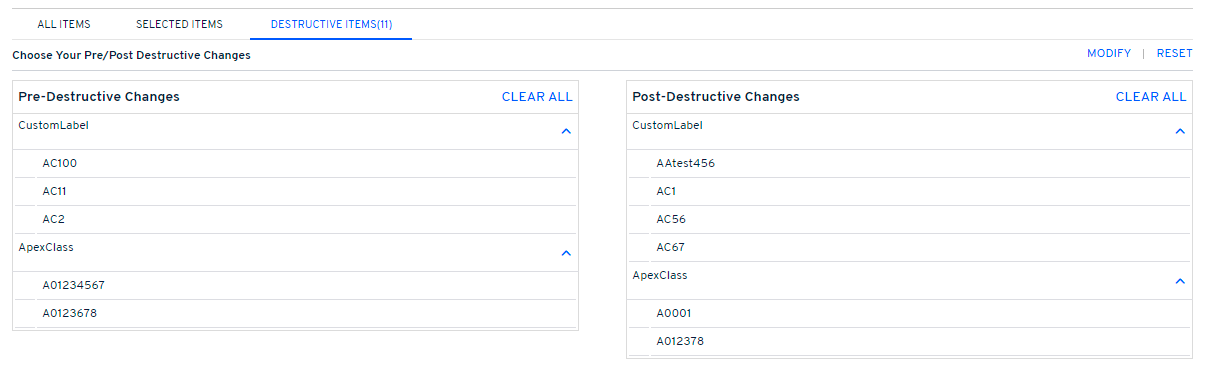 ALL ITEMS SELECTED ITEMS DESTRUCTIVE ITEMS(11)
Choose Your Pre/Post Destructive Changes MODIFY | RESET
Pre-Destructive Changes CLEAR ALL
CustomLabel
AC100
AC11
AC2
ApexClass
A01234567
A0123678
Post-Destructive Changes CLEAR ALL
CustomLabel
AAtest456
AC1
AC56
AC67
ApexClass
A0001
A012378